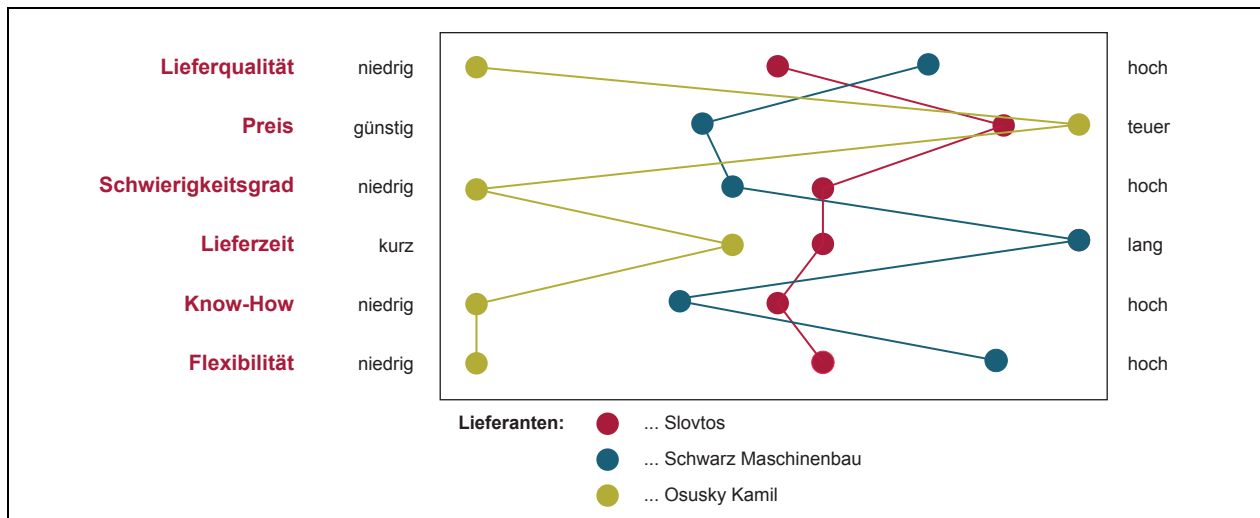 Lieferqualität niedrig hoch
Preis günstig teuer
Schwierigkeitsgrad niedrig hoch
Lieferzeit kurz lang
Know-How niedrig hoch
Flexibilität niedrig hoch
Lieferanten: ... Slovtos
... Schwarz Maschinenbau
... Osusky Kamil